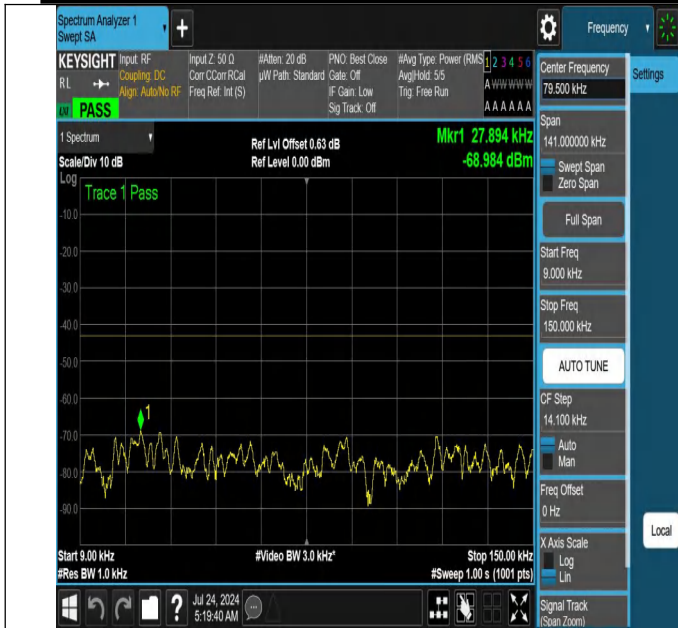 Spectrum Analyzer 1
Swept SA
+
Frequency
KEYSIGHT
RL
LXI
PASS
Input: RF
Coupling: DC
Align: Auto/No RF
Input Z: 50 Ω
Corr CCorr RCal
Freq Ref: Int (S)
#Atten: 20 dB
µW Path: Standard
PNO: Best Close
Gate: Off
IF Gain: Low
Sig Track: Off
#Avg Type: Power (RMS
Avg|Hold: 5/5
Trig: Free Run
1 2 3 4 5 6
A W W W W W
A A A A A A
1 Spectrum
Scale/Div 10 dB
Ref Lvl Offset 0.63 dB
Ref Level 0.00 dBm
Mkr1 27.894 kHz
-68.984 dBm
Log
Trace 1 Pass
-10.0
-20.0
-30.0
-40.0
-50.0
-60.0
-70.0
-80.0
-90.0
1
Start 9.00 kHz
#Res BW 1.0 kHz
#Video BW 3.0 kHz*
Stop 150.00 kHz
#Sweep 1.00 s (1001 pts)
Center Frequency
79.500 kHz
Settings
Span
141.000000 kHz
Swept Span
Zero Span
Full Span
Start Freq
9.000 kHz
Stop Freq
150.000 kHz
AUTO TUNE
CF Step
14.100 kHz
Auto
Man
Freq Offset
0 Hz
X Axis Scale
Log
Lin
Local
Signal Track
(Span Zoom)
?
Jul 24, 2024
5:19:40 AM